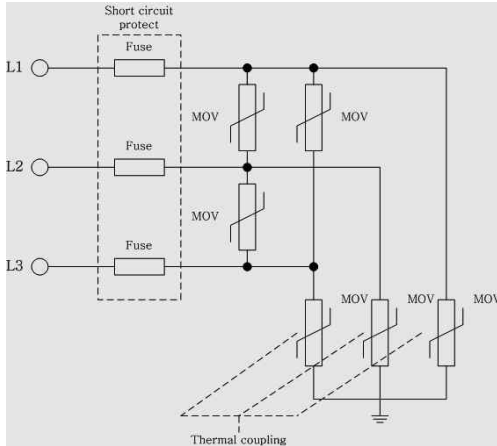 Short circuit
protect
Fuse
L1
MOV
MOV
Fuse
L2
MOV
Fuse
L3
MOV
MOV
MOV
Thermal coupling